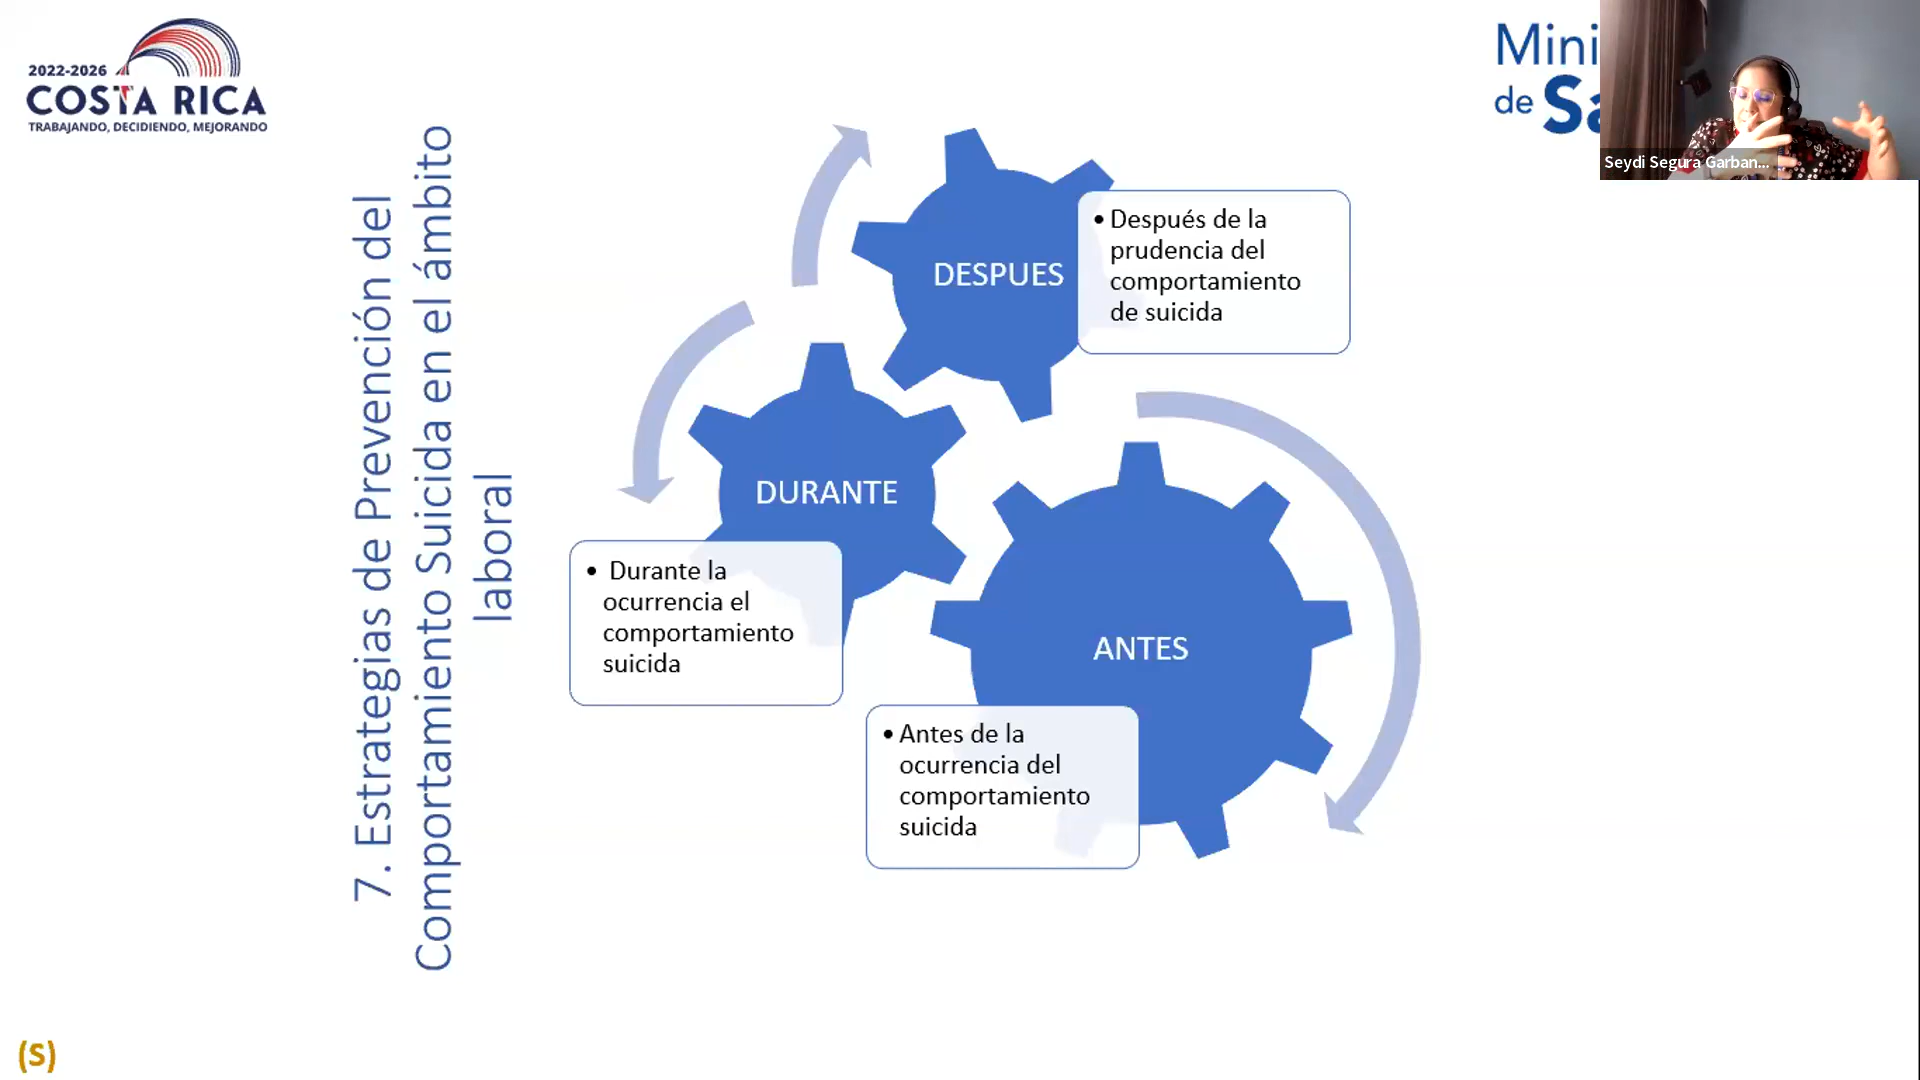 2022-2026
COSTA RICA
TRABAJANDO, DECIDIENDO, MEJORANDO
Mini
de Sa
Seydi Segura Garban...
7. Estrategias de Prevención del
Comportamiento Suicida en el ámbito
laboral
DESPUES
• Después de la
prudencia del
comportamiento
de suicida
DURANTE
• Durante la
ocurrencia el
comportamiento
suicida
ANTES
• Antes de la
ocurrencia del
comportamiento
suicida
(S)